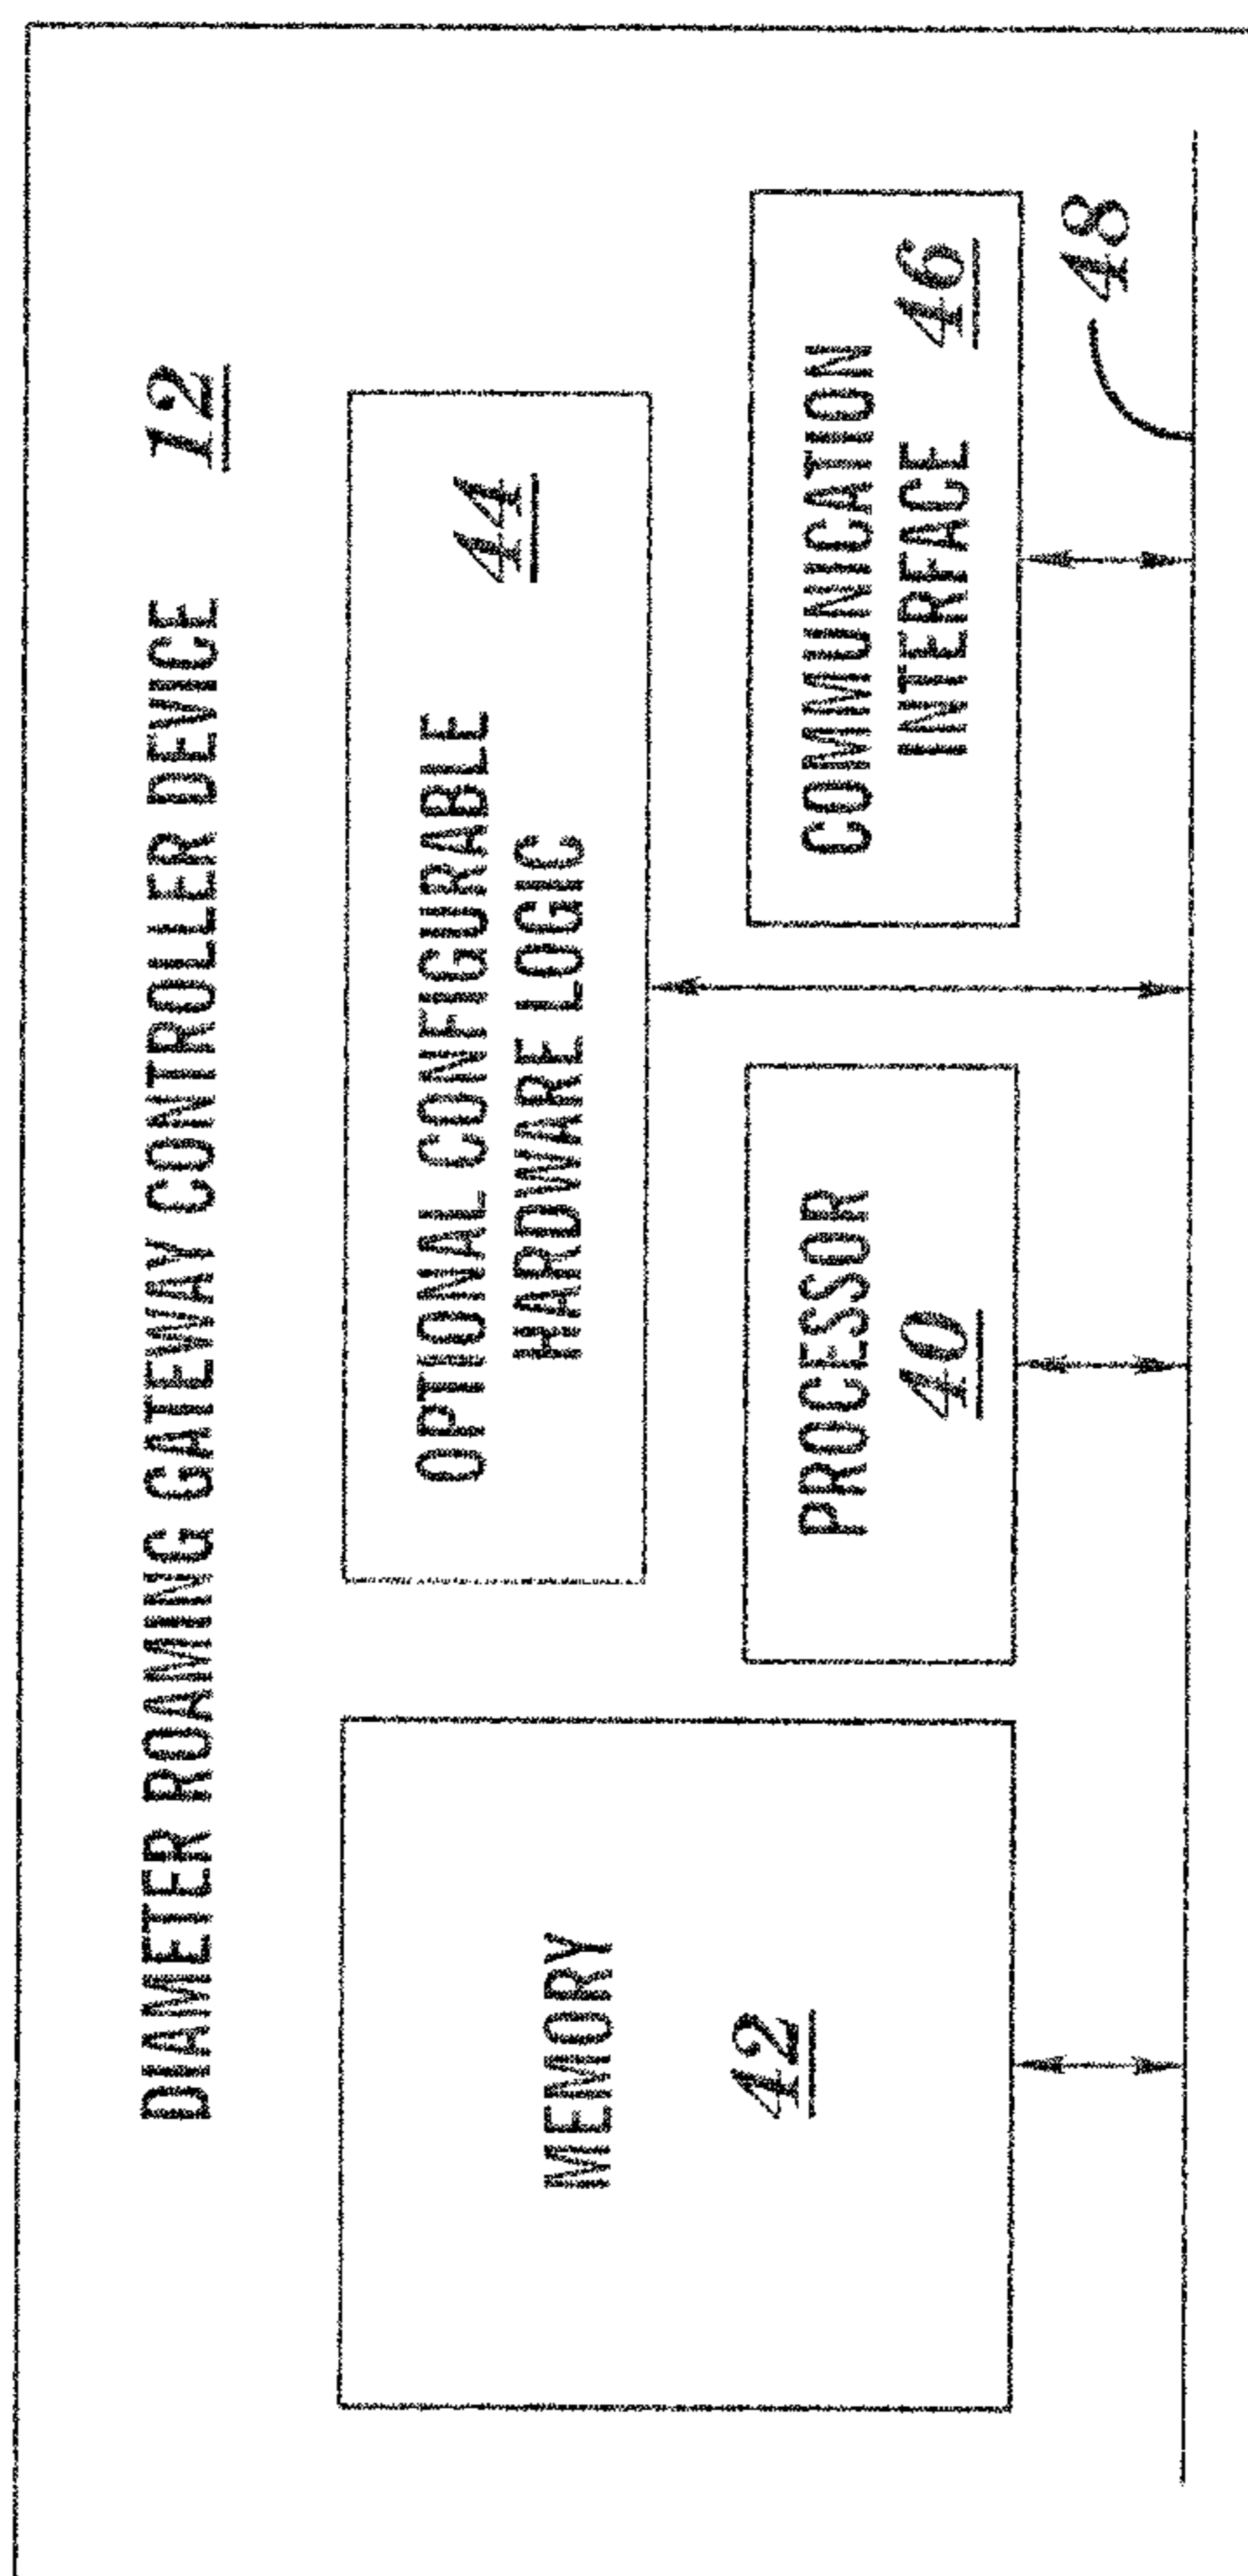 DIAMETER ROAMING GATEWAY CONTROLLER DEVICE 12
OPTIONAL CONFIGURABLE
HARDWARE LOGIC 44
MEMORY
42
PROCESSOR
40
COMMUNICATION
INTERFACE 46
48